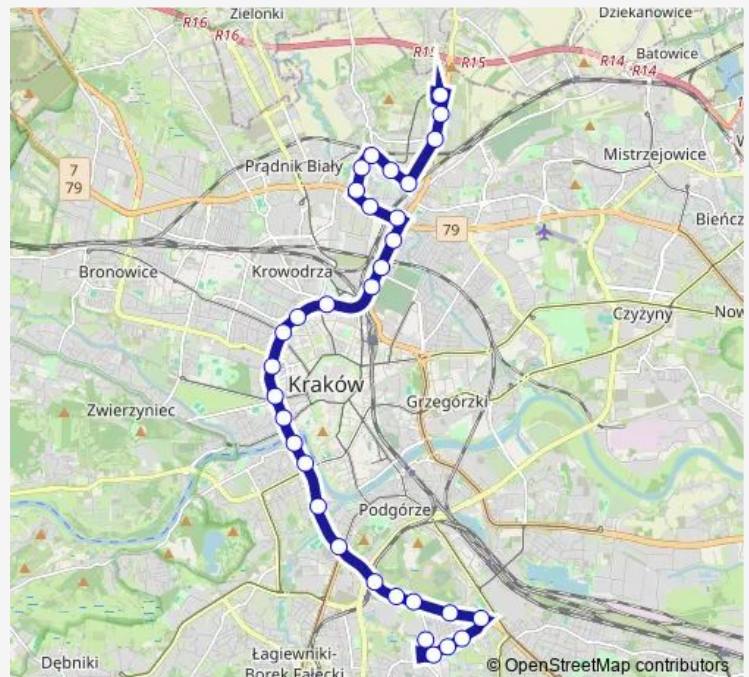 Zielonki
Dziekanowice
R16
R16
R15
R14 R14
Batowice
7
79
Prądnik Biały
Mistrzejowice
79
Bieńcz
Bronowice
Krowodrza
Czyżyny
Now
Kraków
Zwierzyniec
Grzegórzki
Podgórze
Dębniki
Łagiewniki-
Borek Fałęcki
© OpenStreetMap contributors